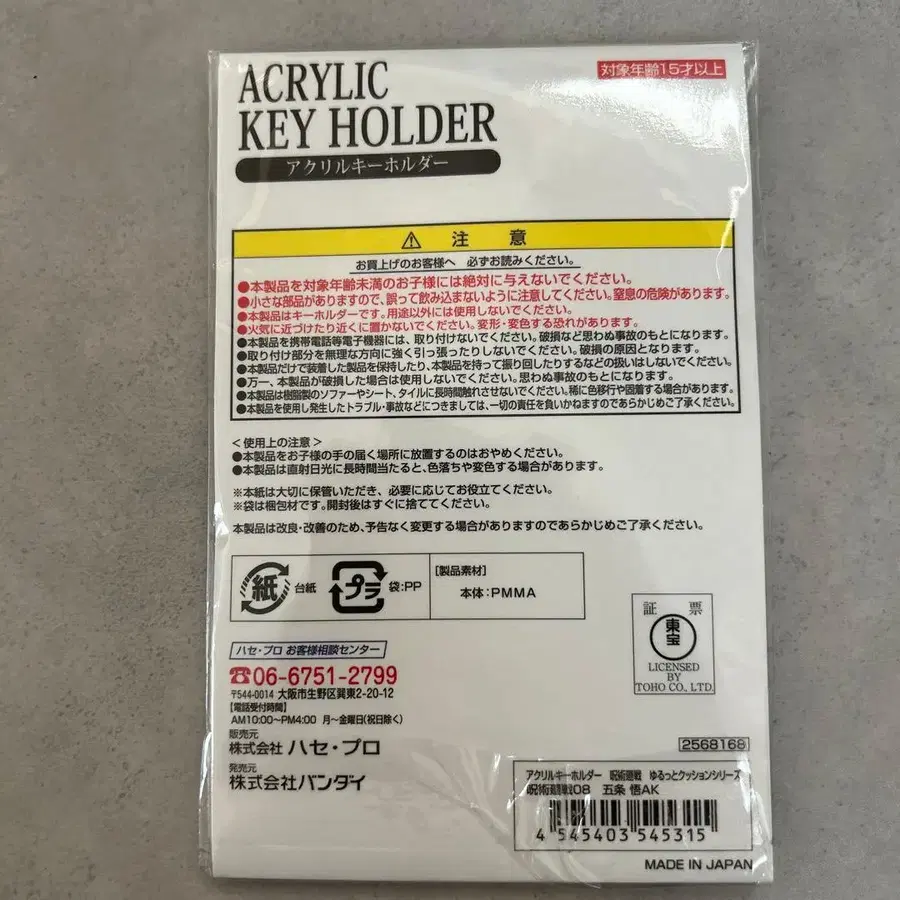 ACRYLIC
KEY HOLDER
アクリルキーホルダー
対象年齢15才以上
⚠ 注 意
お買上げのお客様へ 必ずお読みください。
●本製品を対象年齢未満のお子様には絶対に与えないでください。
●小さな部品がありますので、誤って飲み込まないように注意してください。窒息の危険があります。
●本製品はキーホルダーです。用途以外には使用しないでください。
●火気に近づけたり近くに置かないでください。変形・変色する恐れがあります。
●本製品を携帯電話等電子機器には、取り付けないでください。破損など思わぬ事故のもとになります。
●取り付け部分を無理な方向に強く引っ張ったりしないでください。破損の原因となります。
●本製品だけで装着した製品を保持したり、本製品を持って振り回したりするなどの扱いはしないでください。
●万一、本製品が破損した場合は使用しないでください。思わぬ事故のもとになります。
●本製品は樹脂製のソファーやシート、タイルに長時間触れさせないでください。稀に色移行や固着する場合があります。
●本製品を使用し発生したトラブル・事故などにつきましては、一切の責任を負いかねますのであらかじめご了承ください。
＜使用上の注意＞
●本製品をお子様の手の届く場所に放置するのはおやめください。
●本製品は直射日光に長時間当たると、色落ちや変色する場合があります。
※本紙は大切に保管いただき、必要に応じてお役立てください。
※袋は梱包材です。開封後はすぐに捨ててください。
本製品は改良・改善のため、予告なく変更する場合がありますのであらかじめご了承ください。
紙 台紙 プラ 袋:PP
[製品素材]
本体:PMMA
証 票
東宝
LICENSED
BY
TOHO CO., LTD.
ハセ・プロ お客様相談センター
☎06-6751-2799
〒544-0014 大阪市生野区巽東2-20-12
【電話受付時間】
AM10:00～PM4:00 月～金曜日(祝日除く)
販売元
株式会社 ハセ・プロ
発売元
株式会社バンダイ
2568168
アクリルキーホルダー 呪術廻戦 ゆるっとクッションシリーズ
呪術廻戦08 五条 悟AK
4 545403 545315
MADE IN JAPAN